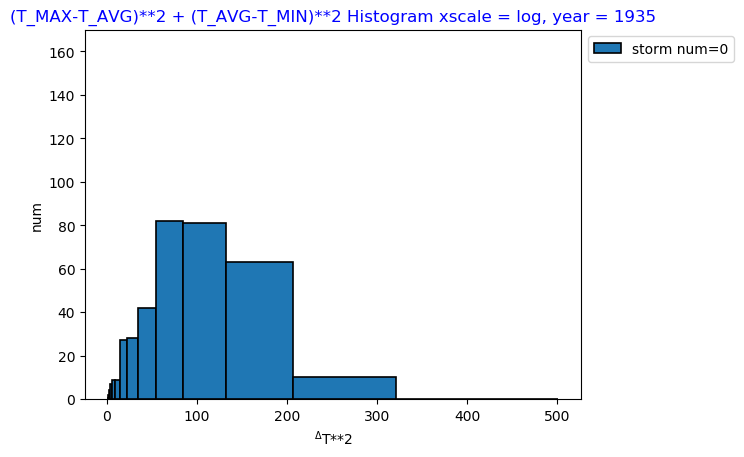 (T_MAX-T_AVG)**2 + (T_AVG-T_MIN)**2 Histogram xscale = log, year = 1935
storm num=0
160
140
120
100
80
60
40
20
0
num
0 100 200 300 400 500
ΔT**2